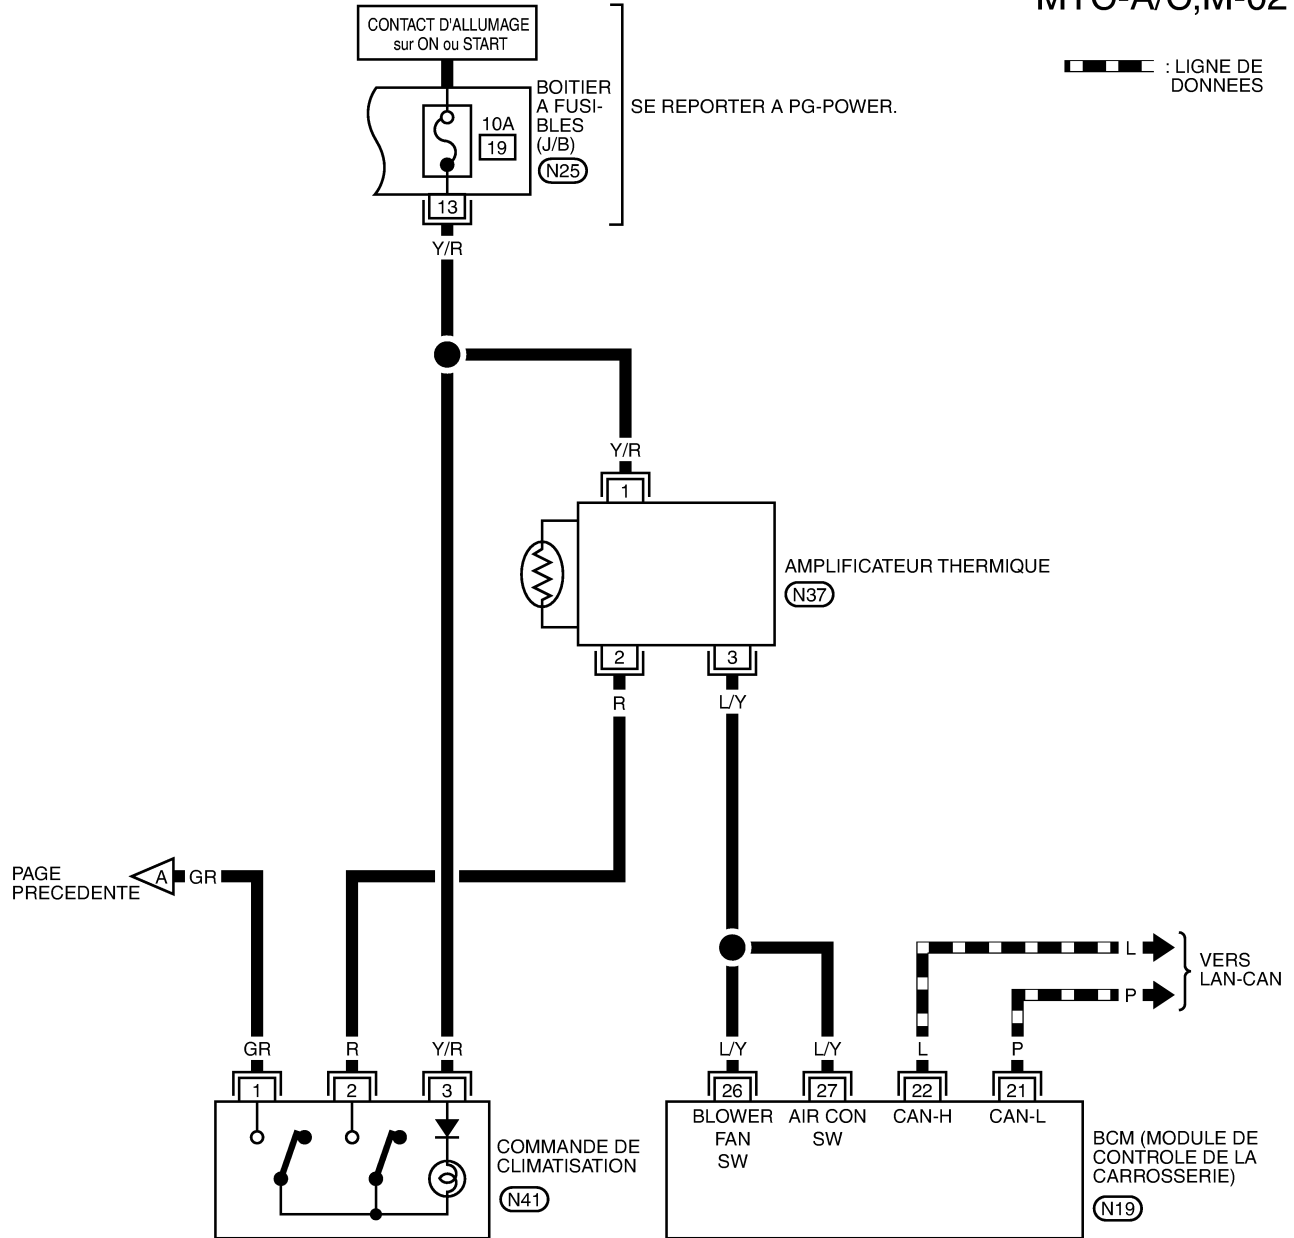 MTC-A/C,M-02
CONTACT D'ALLUMAGE
sur ON ou START
: LIGNE DE
DONNEES
BOITIER
A FUSI-
BLES
(J/B)
N25
SE REPORTER A PG-POWER.
10A
19
13
Y/R
Y/R
1
AMPLIFICATEUR THERMIQUE
N37
2
3
R
L/Y
PAGE
PRECEDENTE
A
GR
L
P
VERS
LAN-CAN
GR
R
Y/R
L/Y
L/Y
L
P
1
2
3
26
27
22
21
BLOWER
FAN
SW
AIR CON
SW
CAN-H
CAN-L
COMMANDE DE
CLIMATISATION
N41
BCM (MODULE DE
CONTROLE DE LA
CARROSSERIE)
N19